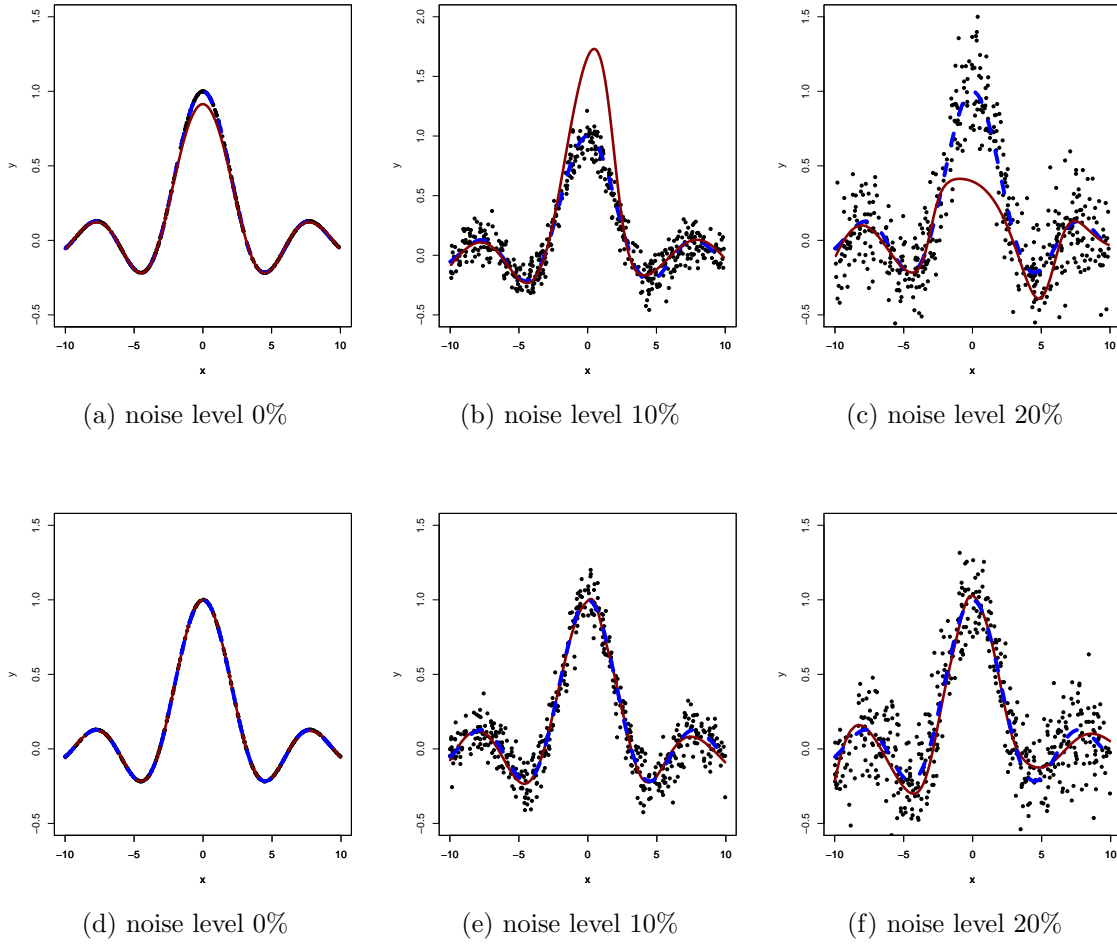 1.5
1.0
0.5
0.0
−0.5
y
−10 −5 0 5 10
x
(a) noise level 0%
2.0
1.5
1.0
0.5
0.0
−0.5
y
−10 −5 0 5 10
x
(b) noise level 10%
1.5
1.0
0.5
0.0
−0.5
y
−10 −5 0 5 10
x
(c) noise level 20%
1.5
1.0
0.5
0.0
−0.5
y
−10 −5 0 5 10
x
(d) noise level 0%
1.5
1.0
0.5
0.0
−0.5
y
−10 −5 0 5 10
x
(e) noise level 10%
1.5
1.0
0.5
0.0
−0.5
y
−10 −5 0 5 10
x
(f) noise level 20%